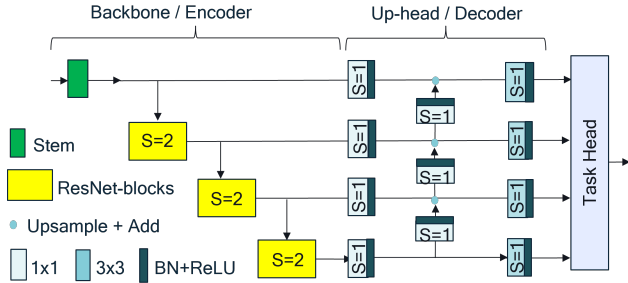 Backbone / Encoder
Up-head / Decoder
S=1
S=1
S=1
S=2
S=1
S=1
S=1
S=2
S=1
S=1
S=1
S=2
S=1
S=1
Task Head
Stem
ResNet-blocks
Upsample + Add
1x1
3x3
BN+ReLU